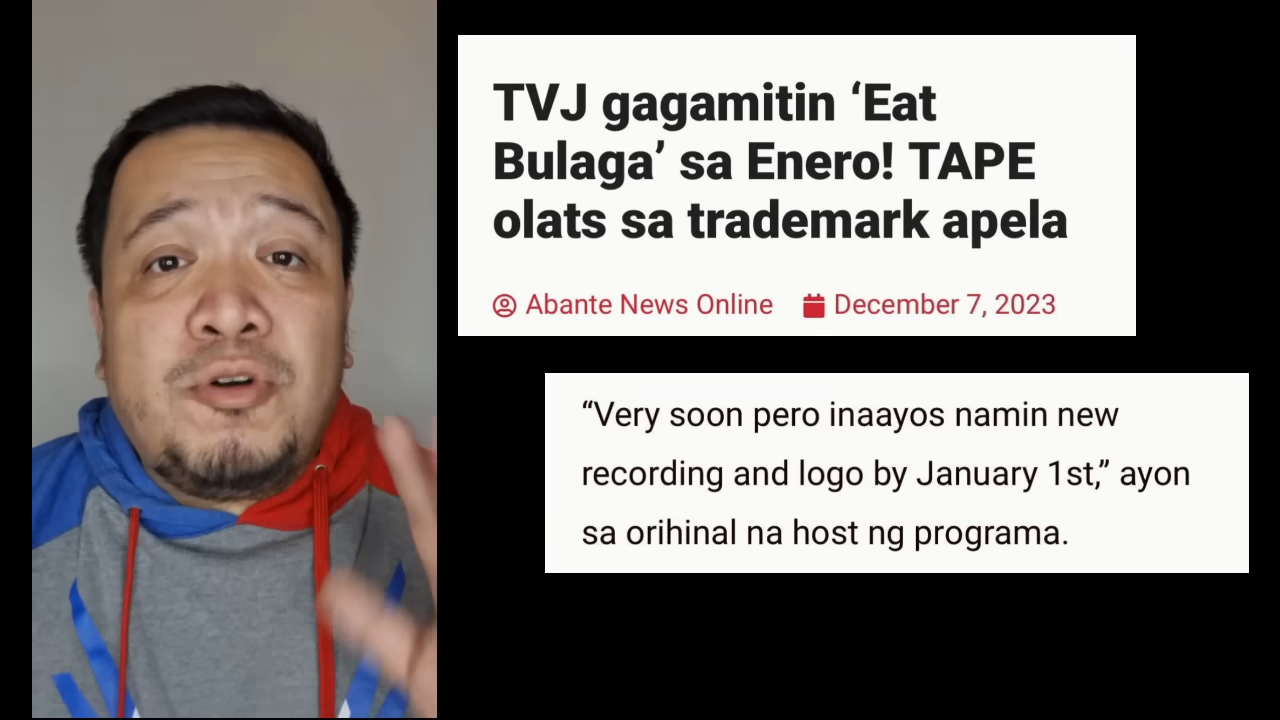 TVJ gagamitin ‘Eat
Bulaga’ sa Enero! TAPE
olats sa trademark apela
Abante News Online December 7, 2023
“Very soon pero inaayos namin new
recording and logo by January 1st,” ayon
sa orihinal na host ng programa.